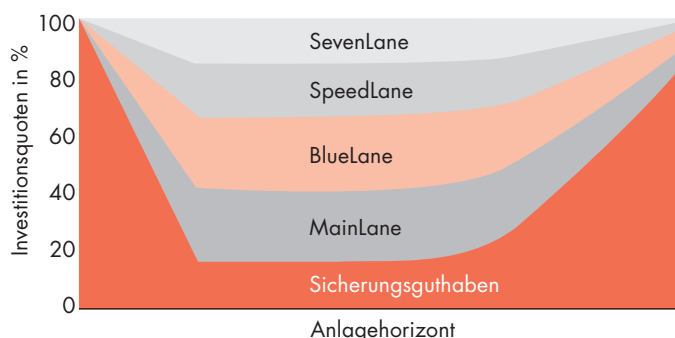 100
80
60
40
20
0
Investitionsquoten in %
SevenLane
SpeedLane
BlueLane
MainLane
Sicherungsguthaben
Anlagehorizont